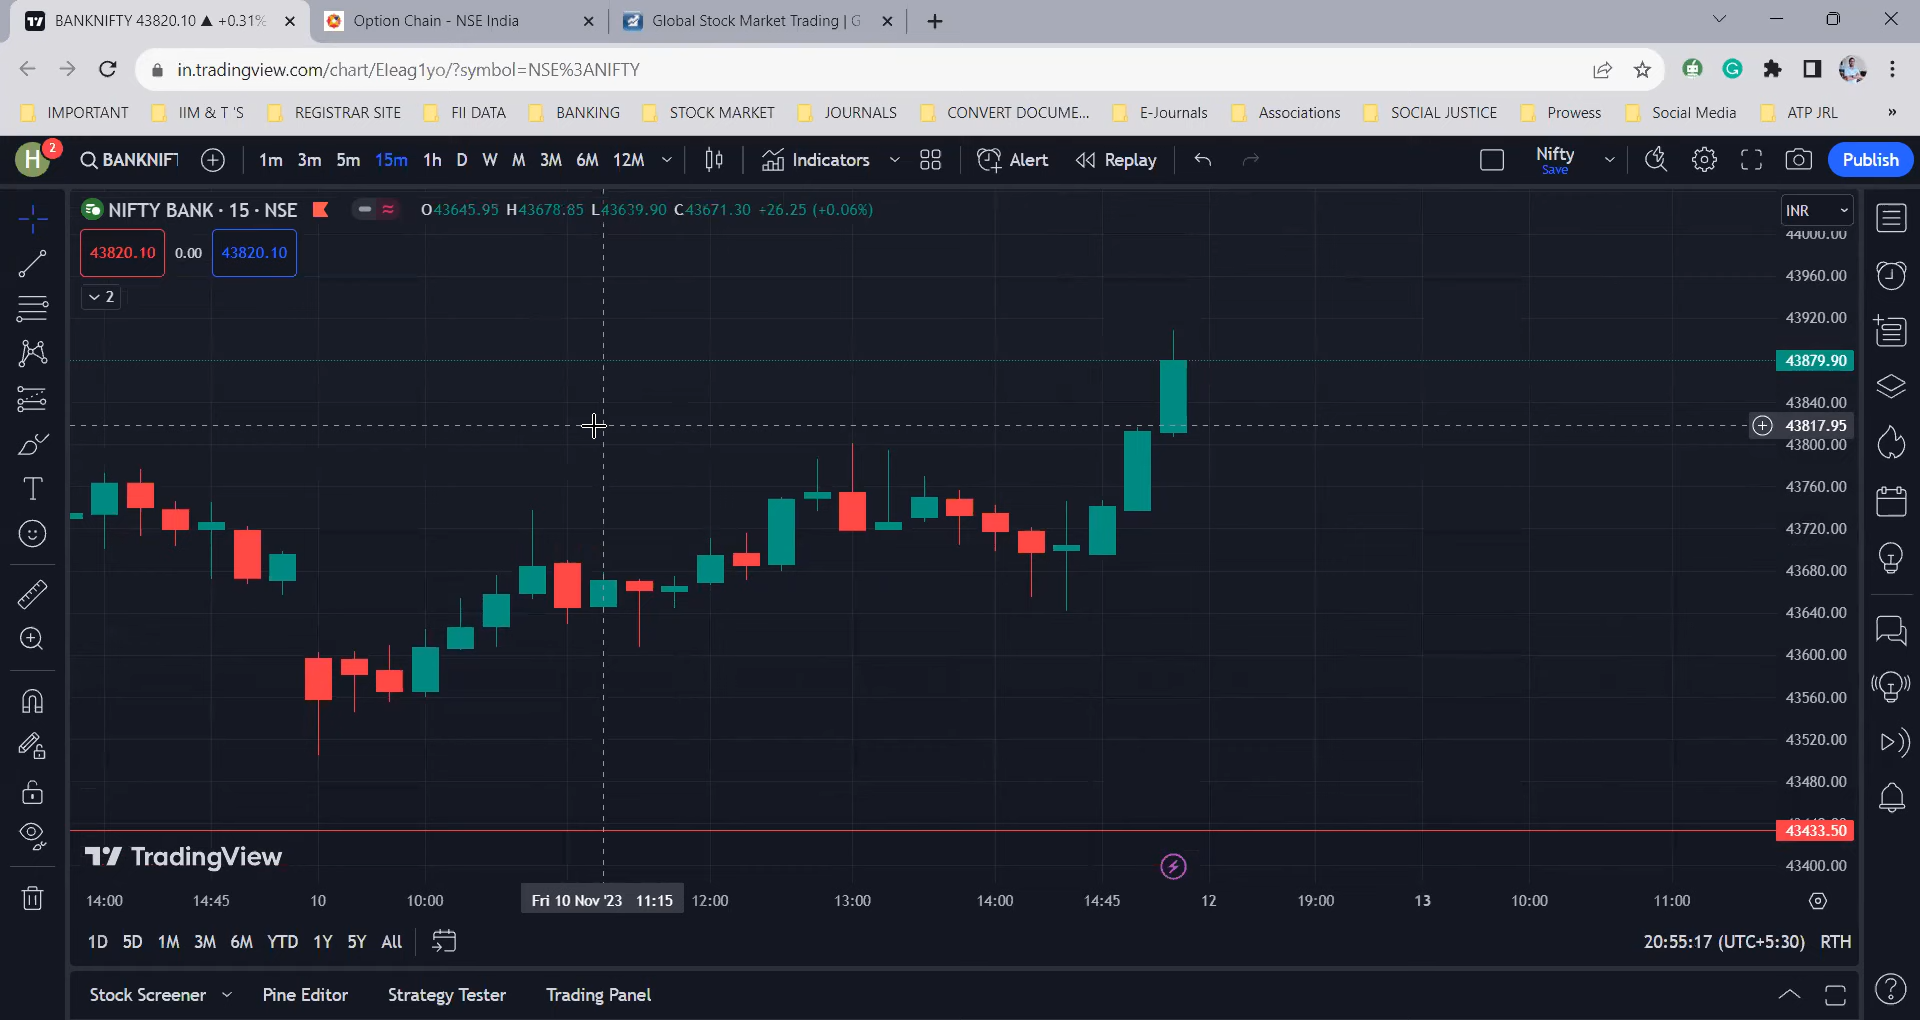 BANKNIFTY 43820.10 ▲ +0.31%
Option Chain - NSE India
Global Stock Market Trading | G
in.tradingview.com/chart/Eleag1yo/?symbol=NSE%3ANIFTY
IMPORTANT IIM & T 'S REGISTRAR SITE FII DATA BANKING STOCK MARKET JOURNALS CONVERT DOCUME... E-Journals Associations SOCIAL JUSTICE Prowess Social Media ATP JRL »
H 2 BANKNIFT 1m 3m 5m 15m 1h D W M 3M 6M 12M Indicators Alert Replay Nifty Publish
Save
NIFTY BANK · 15 · NSE O43645.95 H43678.85 L43639.90 C43671.30 +26.25 (+0.06%) INR
44000.00
43820.10 0.00 43820.10
43960.00
2
43920.00
43879.90
43840.00
43817.95
43800.00
43760.00
43720.00
43680.00
43640.00
43600.00
43560.00
43520.00
43480.00
43433.50
TradingView
43400.00
14:00 14:45 10 10:00 Fri 10 Nov '23 11:15 12:00 13:00 14:00 14:45 12 19:00 13 10:00 11:00
1D 5D 1M 3M 6M YTD 1Y 5Y All 20:55:17 (UTC+5:30) RTH
Stock Screener Pine Editor Strategy Tester Trading Panel